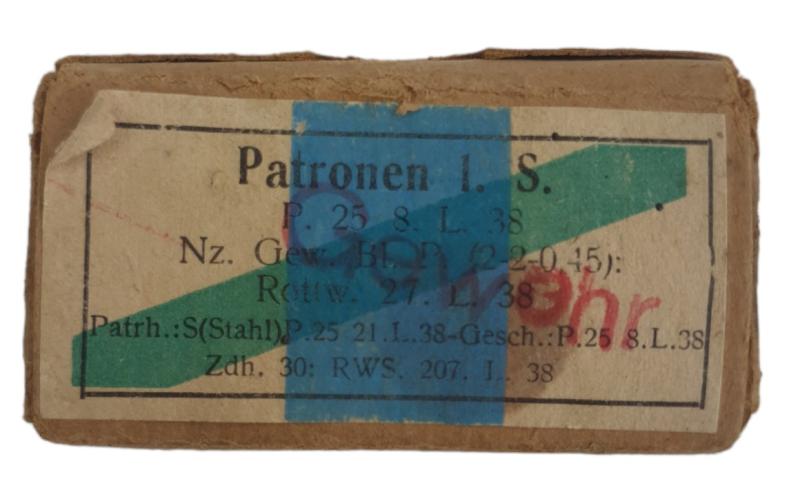 Patronen l. S.
P. 25 8. L. 38
Nz. Gew. Bl. P. (2-2-0,45):
Rottw. 27. L. 38
Patrh.:S(Stahl)P.25 21.L.38-Gesch.:P.25 8.L.38
Zdh. 30: RWS. 207. L. 38
Gewehr